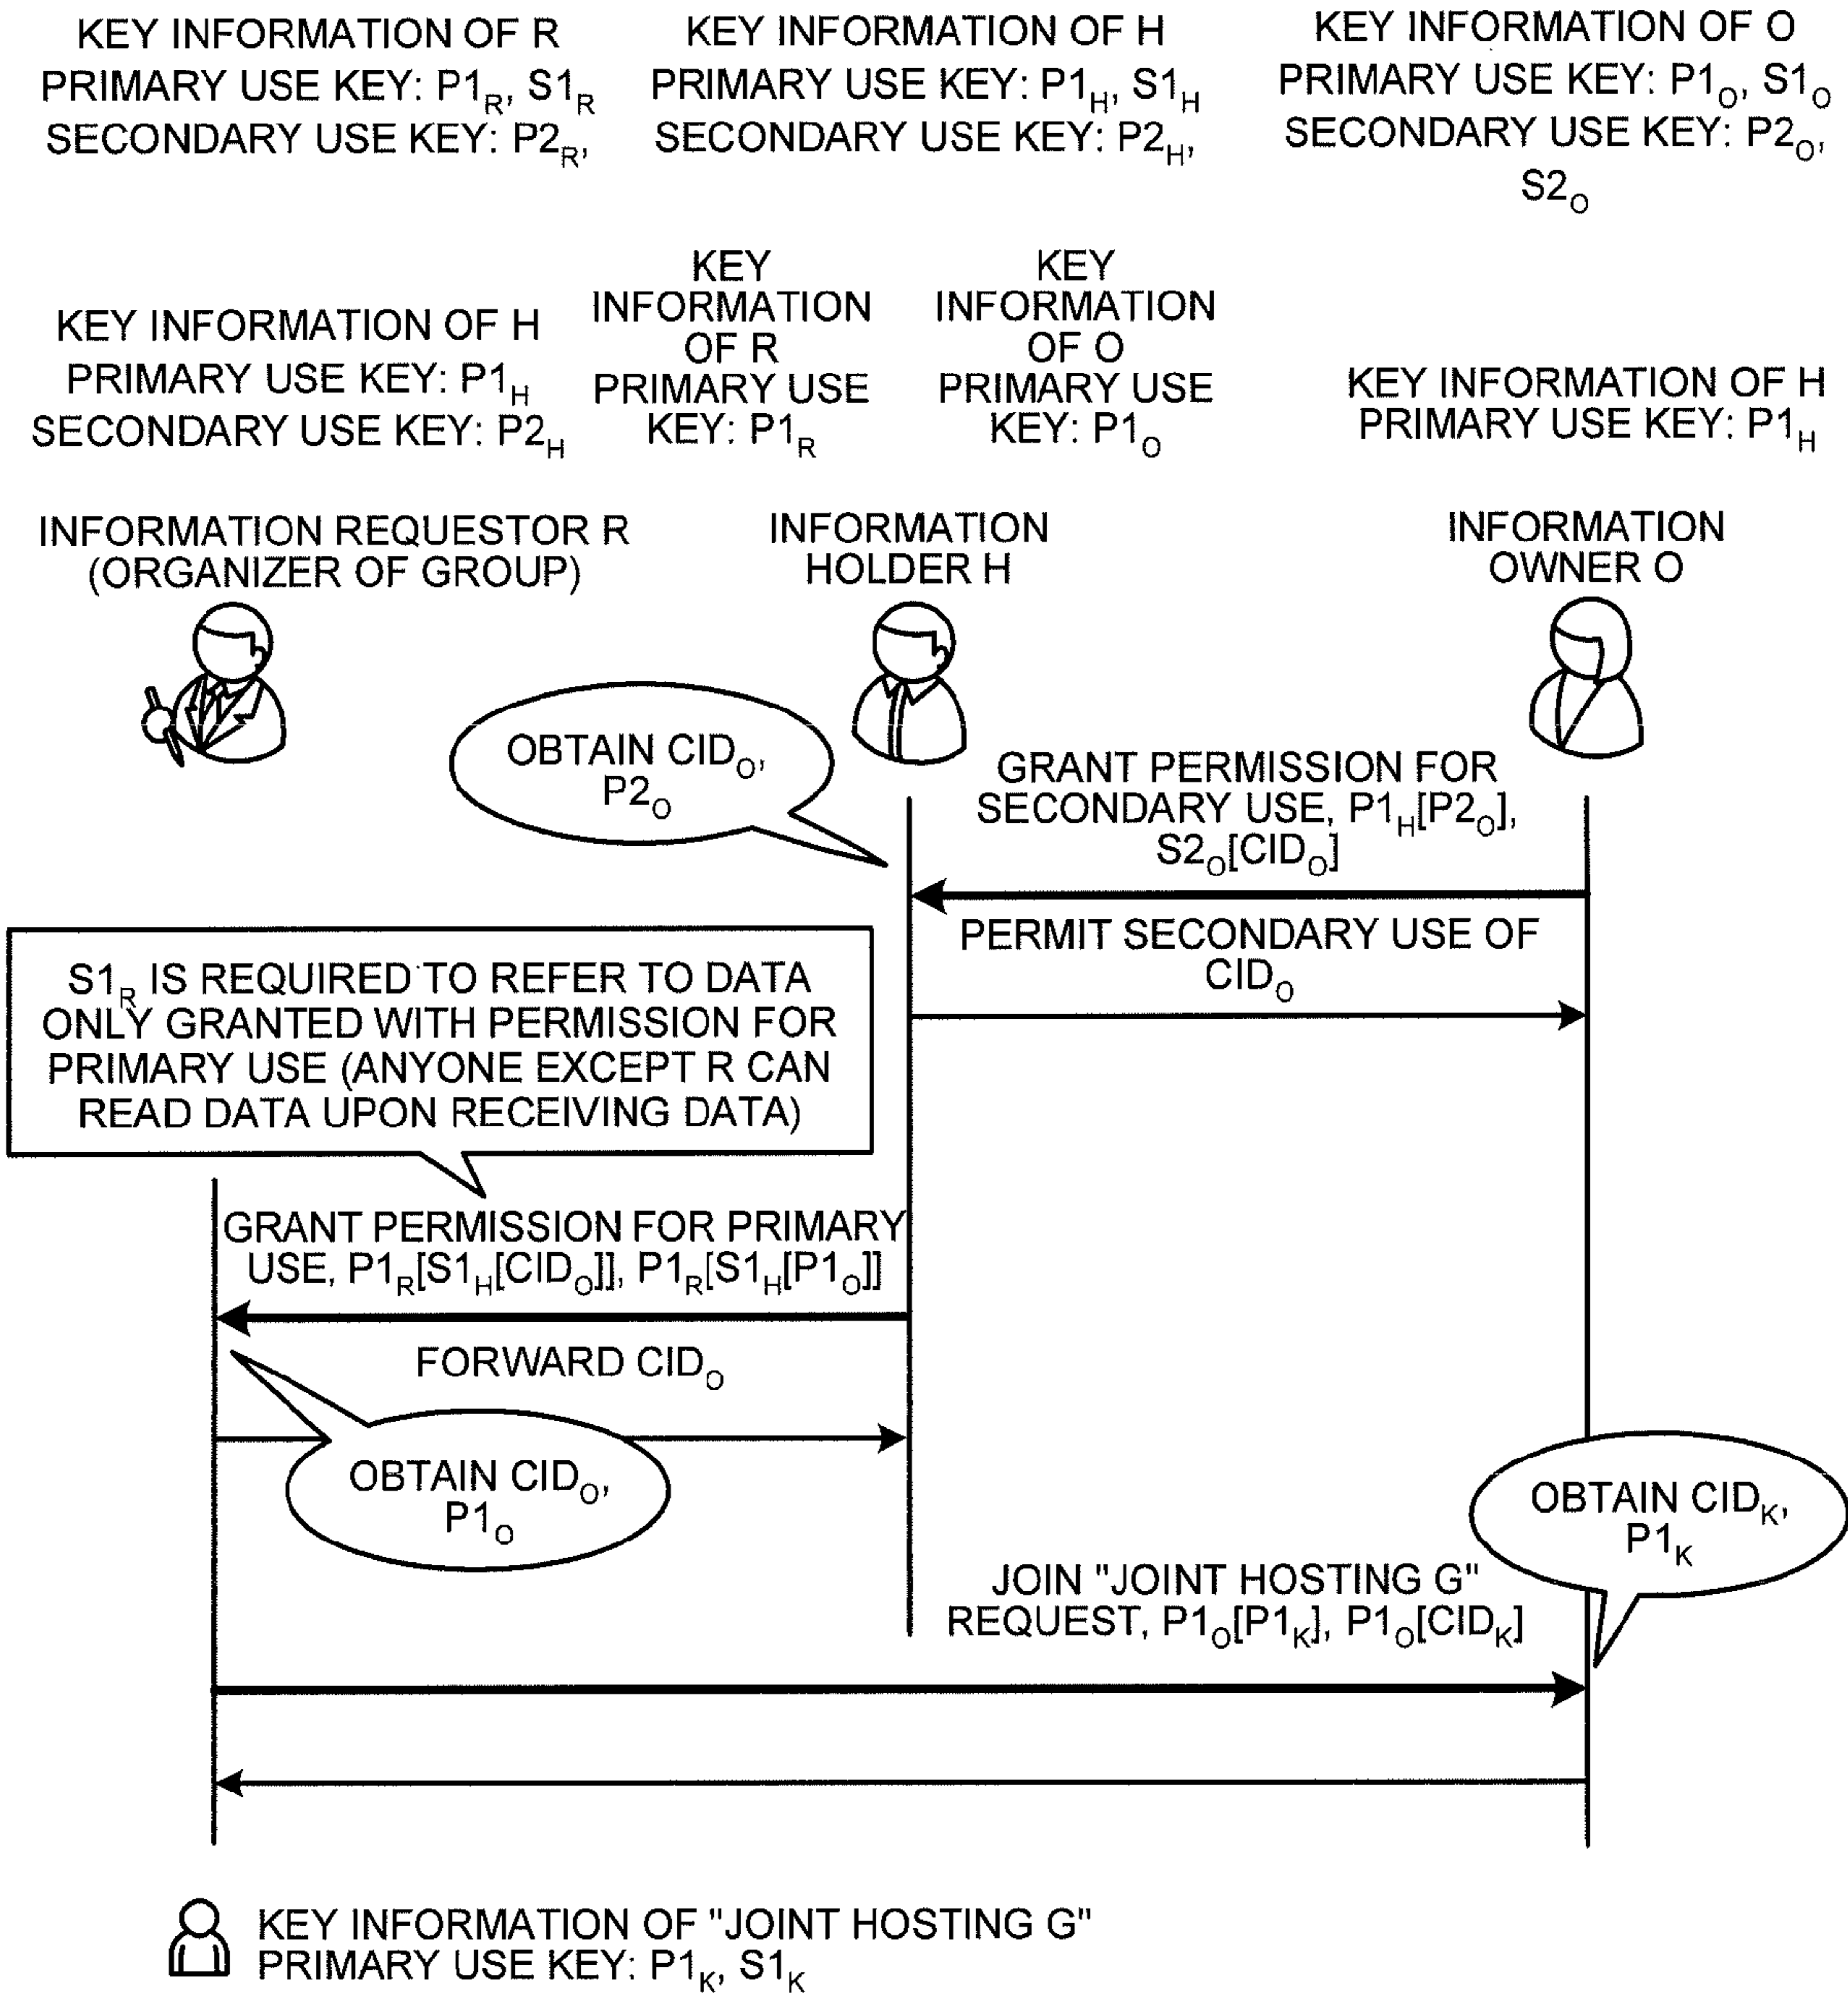 KEY INFORMATION OF R
PRIMARY USE KEY: P1R, S1R
SECONDARY USE KEY: P2R,
KEY INFORMATION OF H
PRIMARY USE KEY: P1H, S1H
SECONDARY USE KEY: P2H,
KEY INFORMATION OF O
PRIMARY USE KEY: P1O, S1O
SECONDARY USE KEY: P2O,
S2O
KEY INFORMATION OF H
PRIMARY USE KEY: P1H
SECONDARY USE KEY: P2H
KEY
INFORMATION
OF R
PRIMARY USE
KEY: P1R
KEY
INFORMATION
OF O
PRIMARY USE
KEY: P1O
KEY INFORMATION OF H
PRIMARY USE KEY: P1H
INFORMATION REQUESTOR R
(ORGANIZER OF GROUP)
INFORMATION
HOLDER H
INFORMATION
OWNER O
OBTAIN CIDO,
P2O
GRANT PERMISSION FOR
SECONDARY USE, P1H[P2O],
S2O[CIDO]
PERMIT SECONDARY USE OF
CIDO
S1R IS REQUIRED TO REFER TO DATA
ONLY GRANTED WITH PERMISSION FOR
PRIMARY USE (ANYONE EXCEPT R CAN
READ DATA UPON RECEIVING DATA)
GRANT PERMISSION FOR PRIMARY
USE, P1R[S1H[CIDO]], P1R[S1H[P1O]]
FORWARD CIDO
OBTAIN CIDO,
P1O
OBTAIN CIDK,
P1K
JOIN "JOINT HOSTING G"
REQUEST, P1O[P1K], P1O[CIDK]
KEY INFORMATION OF "JOINT HOSTING G"
PRIMARY USE KEY: P1K, S1K